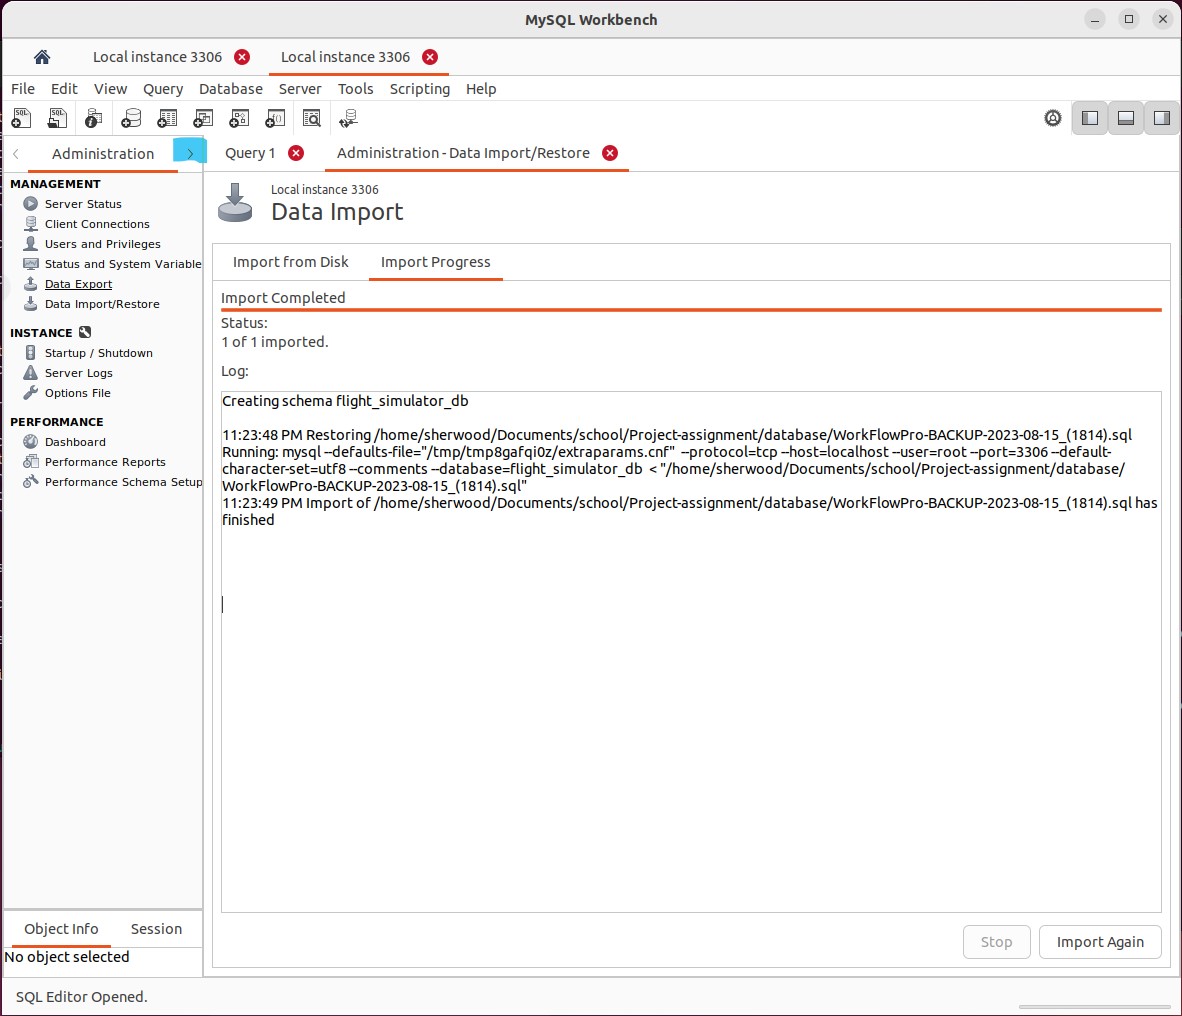 MySQL Workbench
Local instance 3306
Local instance 3306
File Edit View Query Database Server Tools Scripting Help
SQL
SQL
Administration
Query 1
Administration - Data Import/Restore
MANAGEMENT
Server Status
Client Connections
Users and Privileges
Status and System Variable
Data Export
Data Import/Restore
INSTANCE
Startup / Shutdown
Server Logs
Options File
PERFORMANCE
Dashboard
Performance Reports
Performance Schema Setup
Local instance 3306
Data Import
Import from Disk
Import Progress
Import Completed
Status:
1 of 1 imported.
Log:
Creating schema flight_simulator_db
11:23:48 PM Restoring /home/sherwood/Documents/school/Project-assignment/database/WorkFlowPro-BACKUP-2023-08-15_(1814).sql
Running: mysql --defaults-file="/tmp/tmp8gafqi0z/extraparams.cnf"  --protocol=tcp --host=localhost --user=root --port=3306 --default-
character-set=utf8 --comments --database=flight_simulator_db  < "/home/sherwood/Documents/school/Project-assignment/database/
WorkFlowPro-BACKUP-2023-08-15_(1814).sql"
11:23:49 PM Import of /home/sherwood/Documents/school/Project-assignment/database/WorkFlowPro-BACKUP-2023-08-15_(1814).sql has
finished
Stop
Import Again
Object Info
Session
No object selected
SQL Editor Opened.